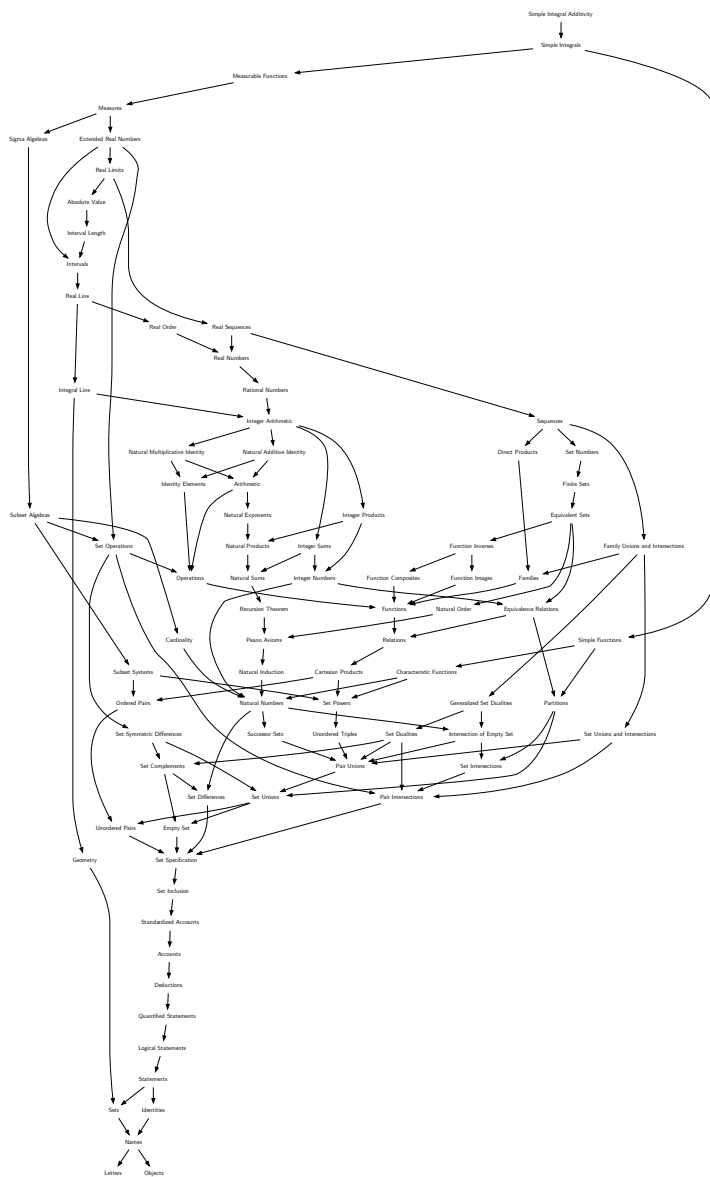 Simple Integral Additivity
Simple Integrals
Measurable Functions
Measures
Sigma Algebras
Extended Real Numbers
Real Limits
Absolute Value
Interval Length
Intervals
Real Line
Real Order
Real Sequences
Real Numbers
Integral Line
Rational Numbers
Integer Arithmetic
Sequences
Natural Multiplicative Identity
Natural Additive Identity
Direct Products
Set Numbers
Identity Elements
Arithmetic
Finite Sets
Subset Algebras
Natural Exponents
Integer Products
Equivalent Sets
Set Operations
Natural Products
Integer Sums
Function Inverses
Family Unions and Intersections
Operations
Natural Sums
Integer Numbers
Function Composites
Function Images
Families
Recursion Theorem
Functions
Natural Order
Equivalence Relations
Cardinality
Peano Axioms
Relations
Simple Functions
Subset Systems
Natural Induction
Cartesian Products
Characteristic Functions
Ordered Pairs
Natural Numbers
Set Powers
Generalized Set Dualities
Partitions
Set Symmetric Differences
Successor Sets
Unordered Triples
Set Dualities
Intersection of Empty Set
Set Unions and Intersections
Set Complements
Pair Unions
Set Intersections
Set Differences
Set Unions
Pair Intersections
Unordered Pairs
Empty Set
Geometry
Set Specification
Set Inclusion
Standardized Accounts
Accounts
Deductions
Quantified Statements
Logical Statements
Statements
Sets
Identities
Names
Letters
Objects